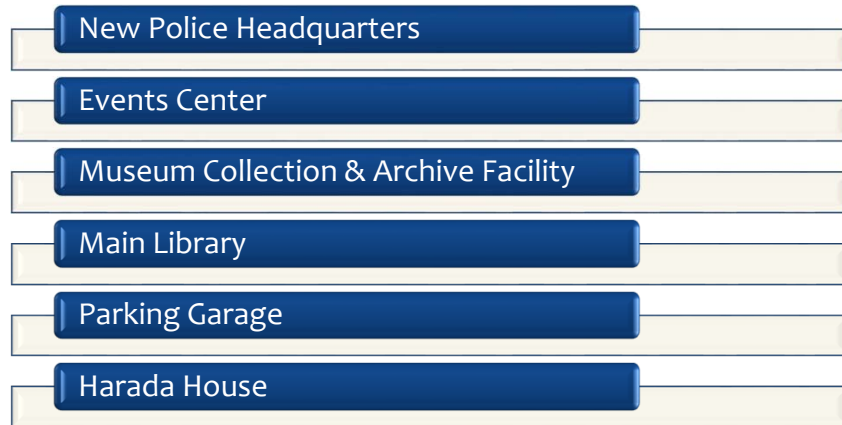 New Police Headquarters
Events Center
Museum Collection & Archive Facility
Main Library
Parking Garage
Harada House